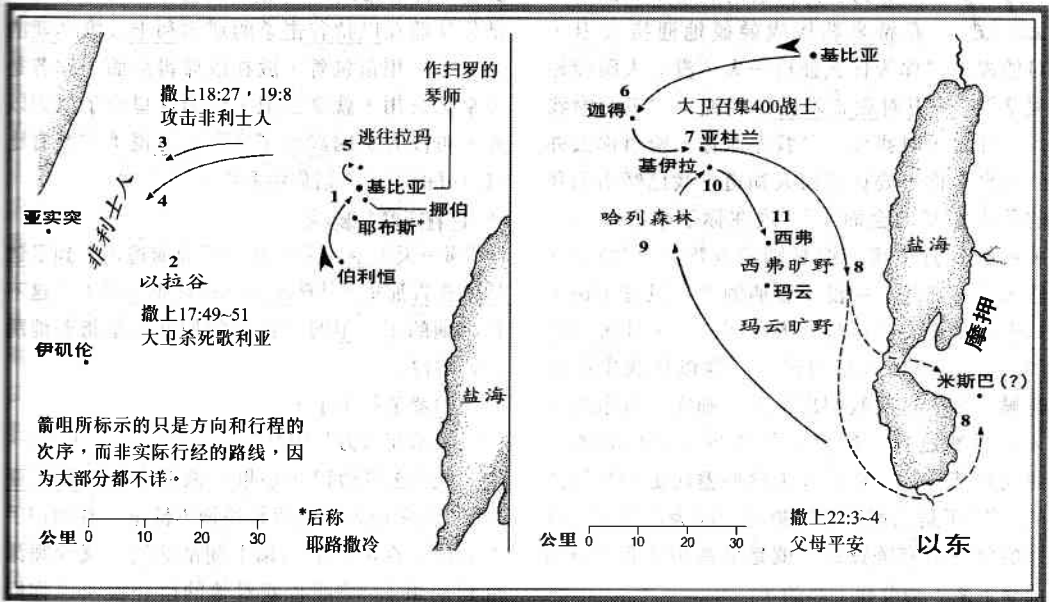 撒上18:27，19:8
攻击非利士人
3
4
作扫罗的
琴师
逃往拉玛
5
基比亚
1
挪伯
耶布斯*
伯利恒
亚实突
非利士人
2
以拉谷
撒上17:49~51
大卫杀死歌利亚
伊矶伦
盐海
箭咀所标示的只是方向和行程的
次序，而非实际行经的路线，因
为大部分都不详。
公里 0 10 20 30
*后称
耶路撒冷
基比亚
6
迦得
大卫召集400战士
7 亚杜兰
基伊拉
10
哈列森林
9
11
西弗
西弗旷野
8
玛云
玛云旷野
盐海
摩押
米斯巴(?)
8
公里 0 10 20 30
撒上22:3~4
父母平安
以东